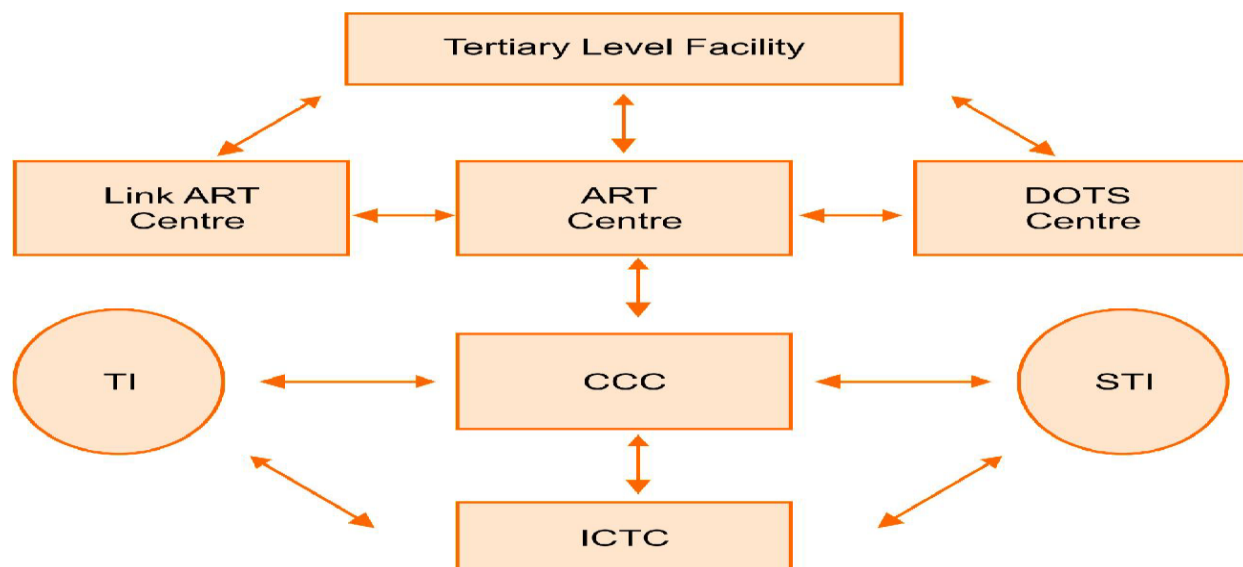 Tertiary Level Facility
Link ART
Centre
ART
Centre
DOTS
Centre
TI
CCC
STI
ICTC